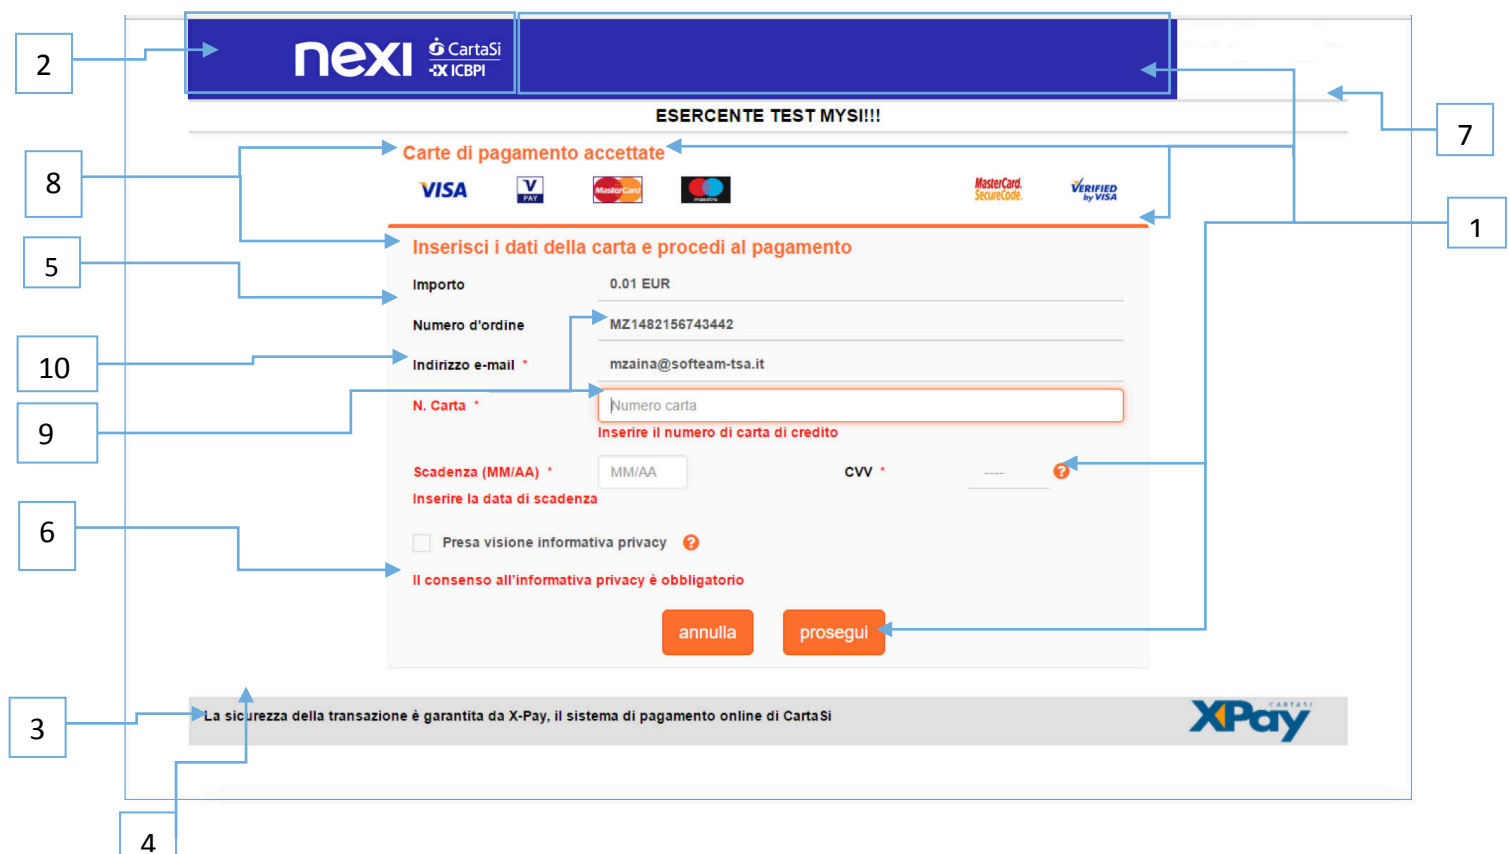 2
nexi CartaSi
ICBPI
ESERCENTE TEST MYSI!!!
7
Carte di pagamento accettate
8
VISA V PAY MasterCard maestro MasterCard. SecureCode. VERIFIED by VISA
1
Inserisci i dati della carta e procedi al pagamento
5
Importo 0.01 EUR
Numero d'ordine MZ1482156743442
10
Indirizzo e-mail * mzaina@softeam-tsa.it
N. Carta * Numero carta
9
Inserire il numero di carta di credito
Scadenza (MM/AA) * MM/AA CVV * ---- ?
Inserire la data di scadenza
6
Presa visione informativa privacy ?
Il consenso all'informativa privacy è obbligatorio
annulla prosegui
3
La sicurezza della transazione è garantita da X-Pay, il sistema di pagamento online di CartaSi
CARTASI
XPay
4